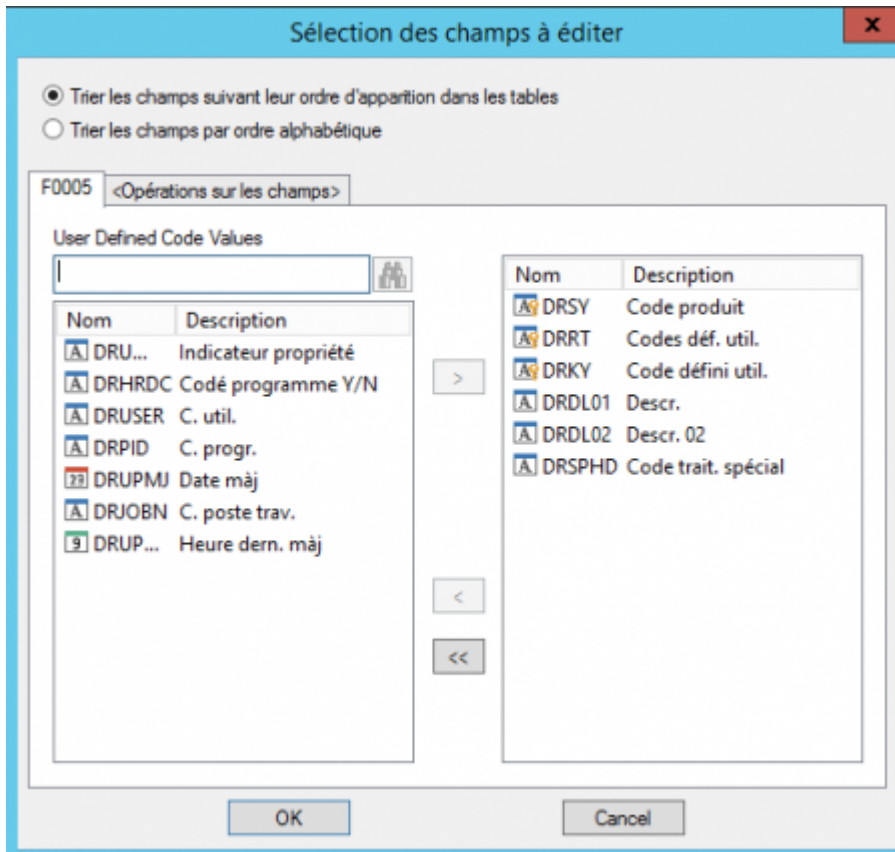 Sélection des champs à éditer
x
Trier les champs suivant leur ordre d'apparition dans les tables
Trier les champs par ordre alphabétique
F0005 <Opérations sur les champs>
User Defined Code Values
Nom Description
DRU... Indicateur propriété
DRHRDC Codé programme Y/N
DRUSER C. util.
DRPID C. progr.
DRUPMJ Date màj
DRJOBN C. poste trav.
DRUP... Heure dern. màj
>
<
<<
Nom Description
DRSY Code produit
DRRT Codes déf. util.
DRKY Code défini util.
DRDL01 Descr.
DRDL02 Descr. 02
DRSPHD Code trait. spécial
OK Cancel